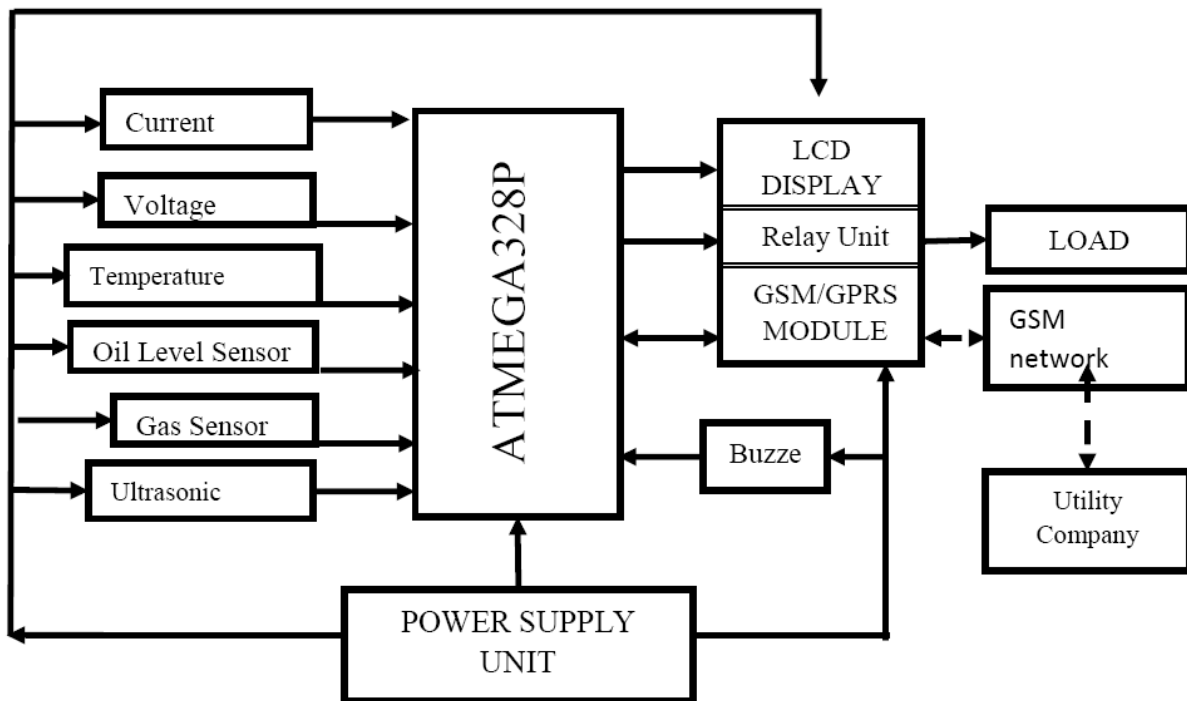 Current
Voltage
Temperature
Oil Level Sensor
Gas Sensor
Ultrasonic
ATMEGA328P
LCD
DISPLAY
Relay Unit
GSM/GPRS
MODULE
Buzze
LOAD
GSM
network
Utility
Company
POWER SUPPLY
UNIT